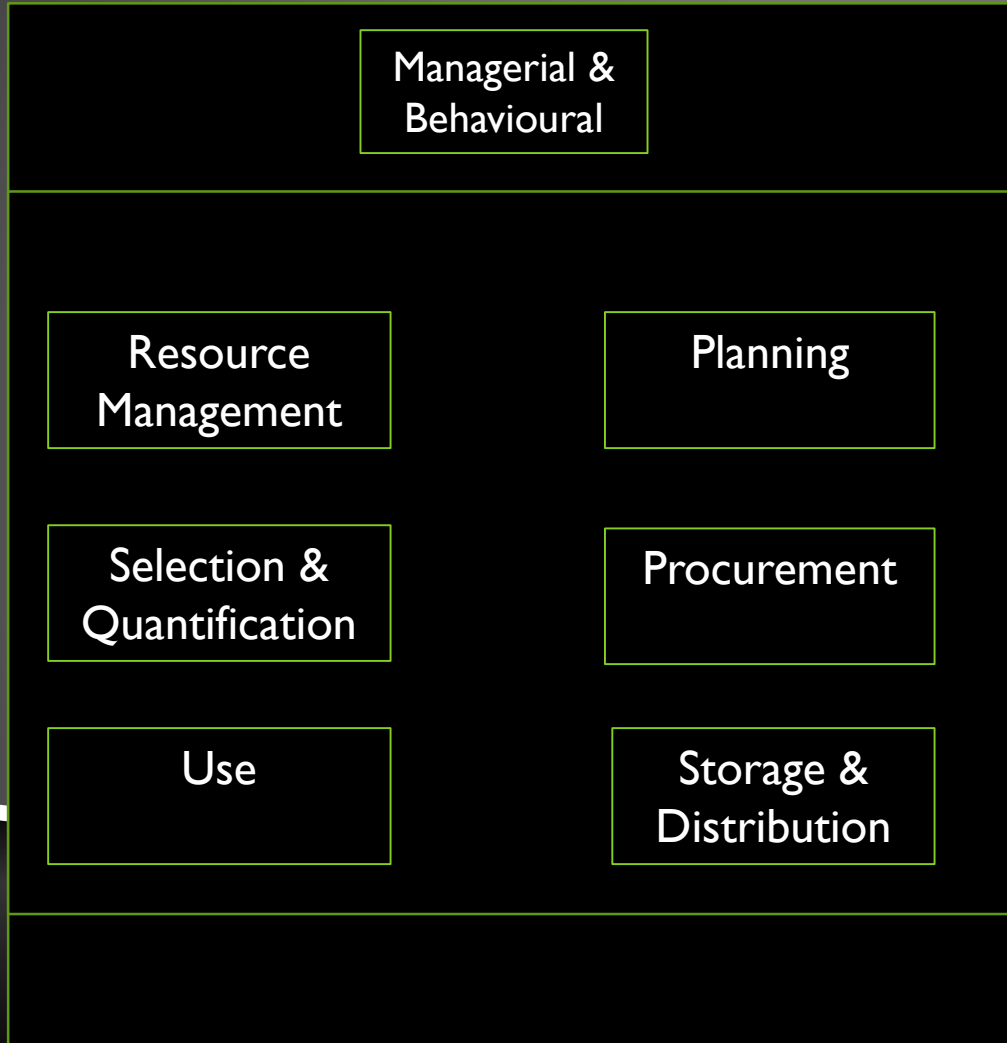 Managerial &
Behavioural
Resource
Management
Planning
Selection &
Quantification
Procurement
Use
Storage &
Distribution